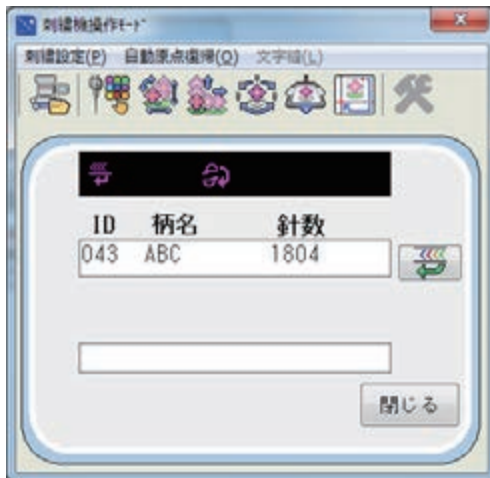 刺繍機操作ﾓｰﾄﾞ
刺繍設定(P) 自動原点復帰(O) 文字縫(L)
ID 柄名 針数
043 ABC 1804
閉じる